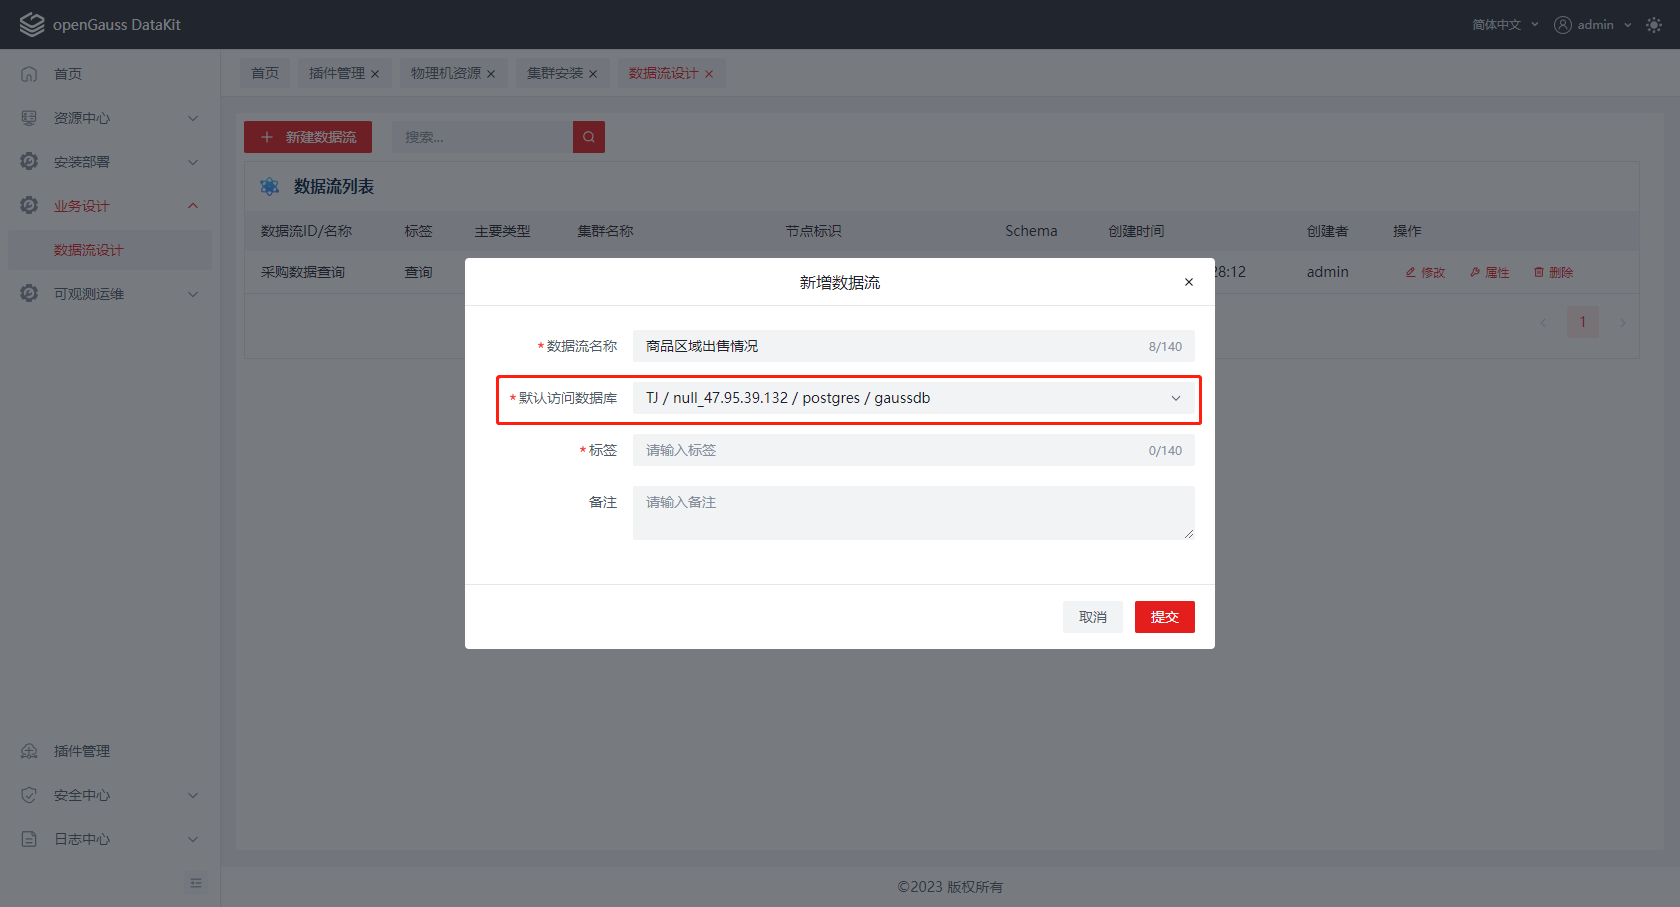 openGauss DataKit
简体中文
admin
首页
资源中心
安装部署
业务设计
数据流设计
可观测运维
插件管理
安全中心
日志中心
首页 插件管理 物理机资源 集群安装 数据流设计
新建数据流 搜索...
数据流列表
数据流ID/名称 标签 主要类型 集群名称 节点标识 Schema 创建时间 创建者 操作
采购数据查询 查询 28:12 admin 修改 属性 删除
1
新增数据流
*数据流名称 商品区域出售情况 8/140
*默认访问数据库 TJ / null_47.95.39.132 / postgres / gaussdb
*标签 请输入标签 0/140
备注 请输入备注
取消 提交
©2023 版权所有